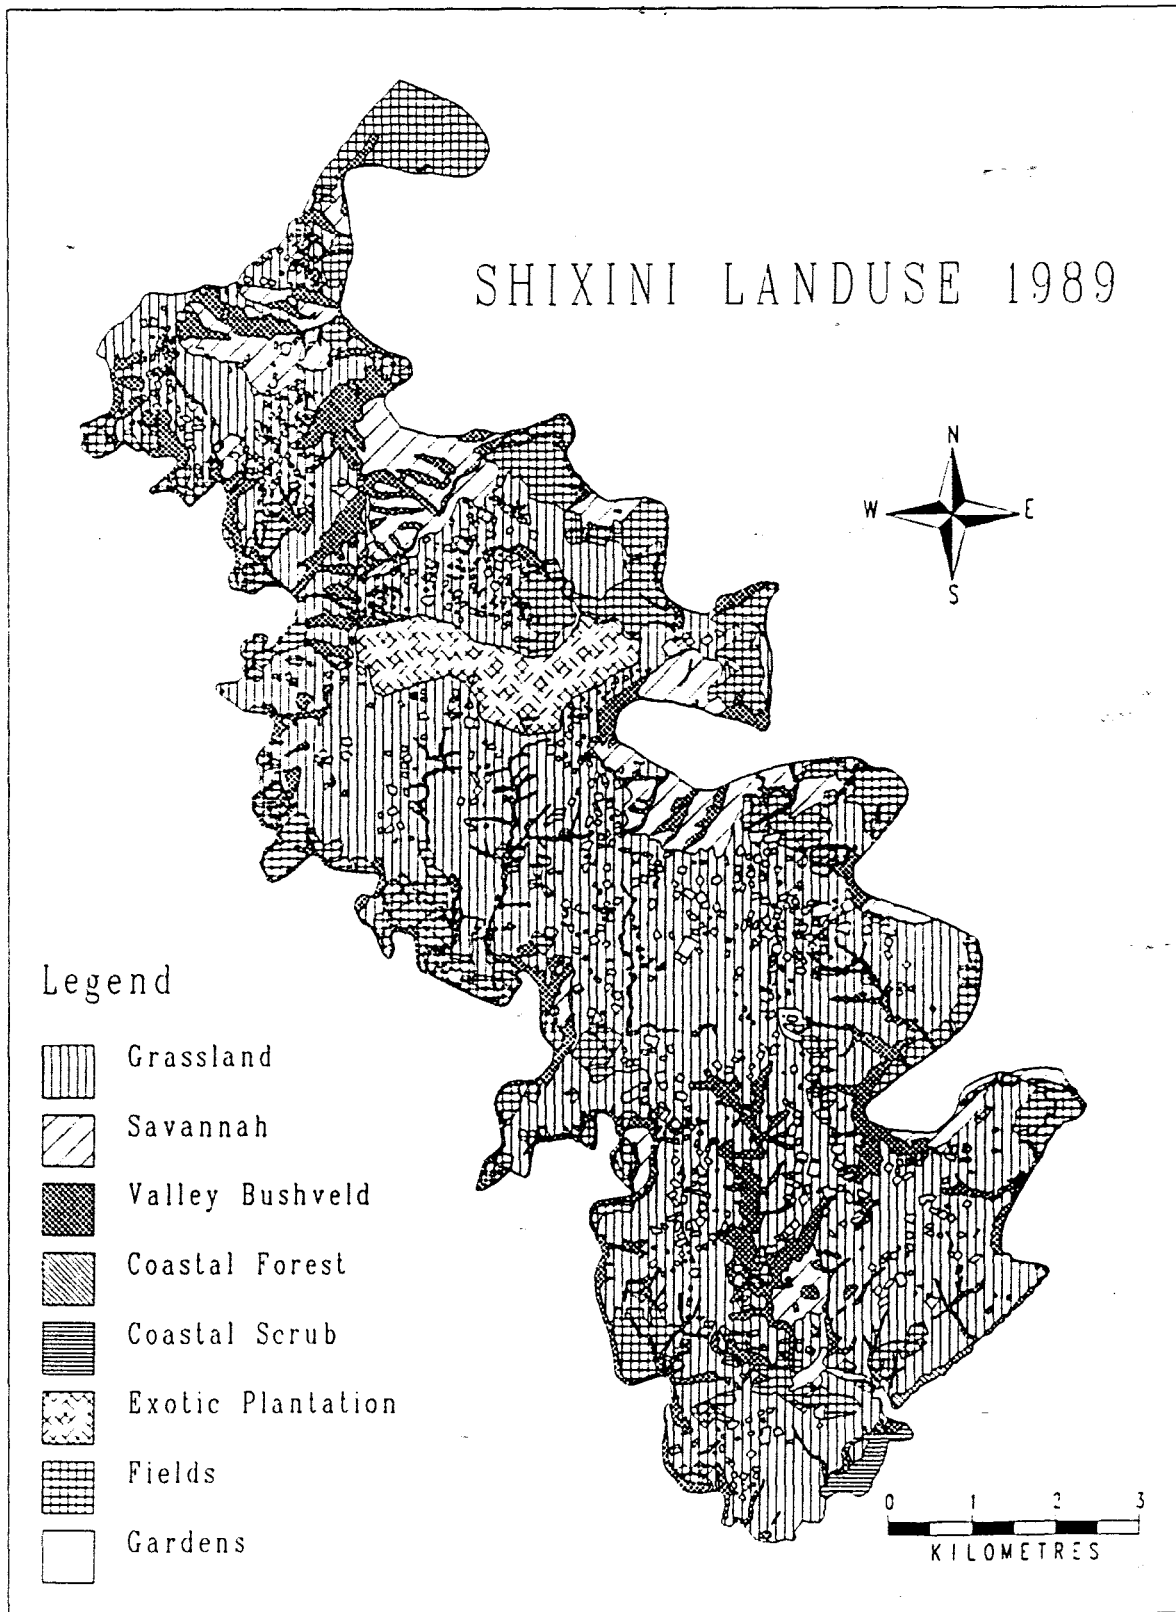 SHIXINI LANDUSE 1989
N
W E
S
Legend
Grassland
Savannah
Valley Bushveld
Coastal Forest
Coastal Scrub
Exotic Plantation
Fields
Gardens
0 1 2 3
KILOMETRES